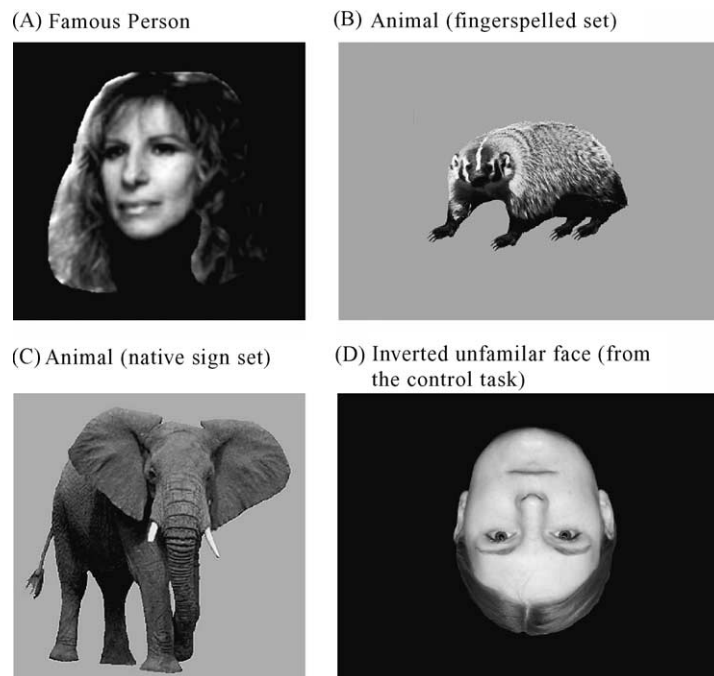 (A) Famous Person
(B) Animal (fingerspelled set)
(C) Animal (native sign set)
(D) Inverted unfamilar face (from
the control task)